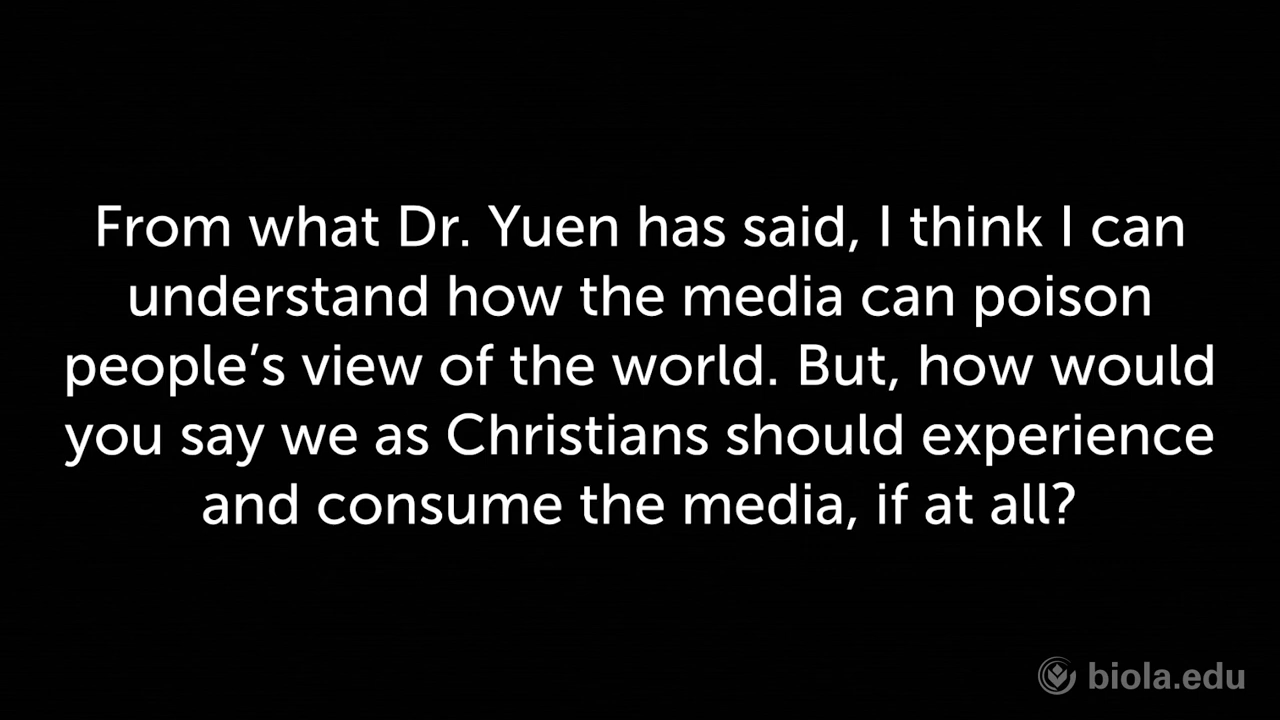 From what Dr. Yuen has said, I think I can
understand how the media can poison
people’s view of the world. But, how would
you say we as Christians should experience
and consume the media, if at all?
biola.edu